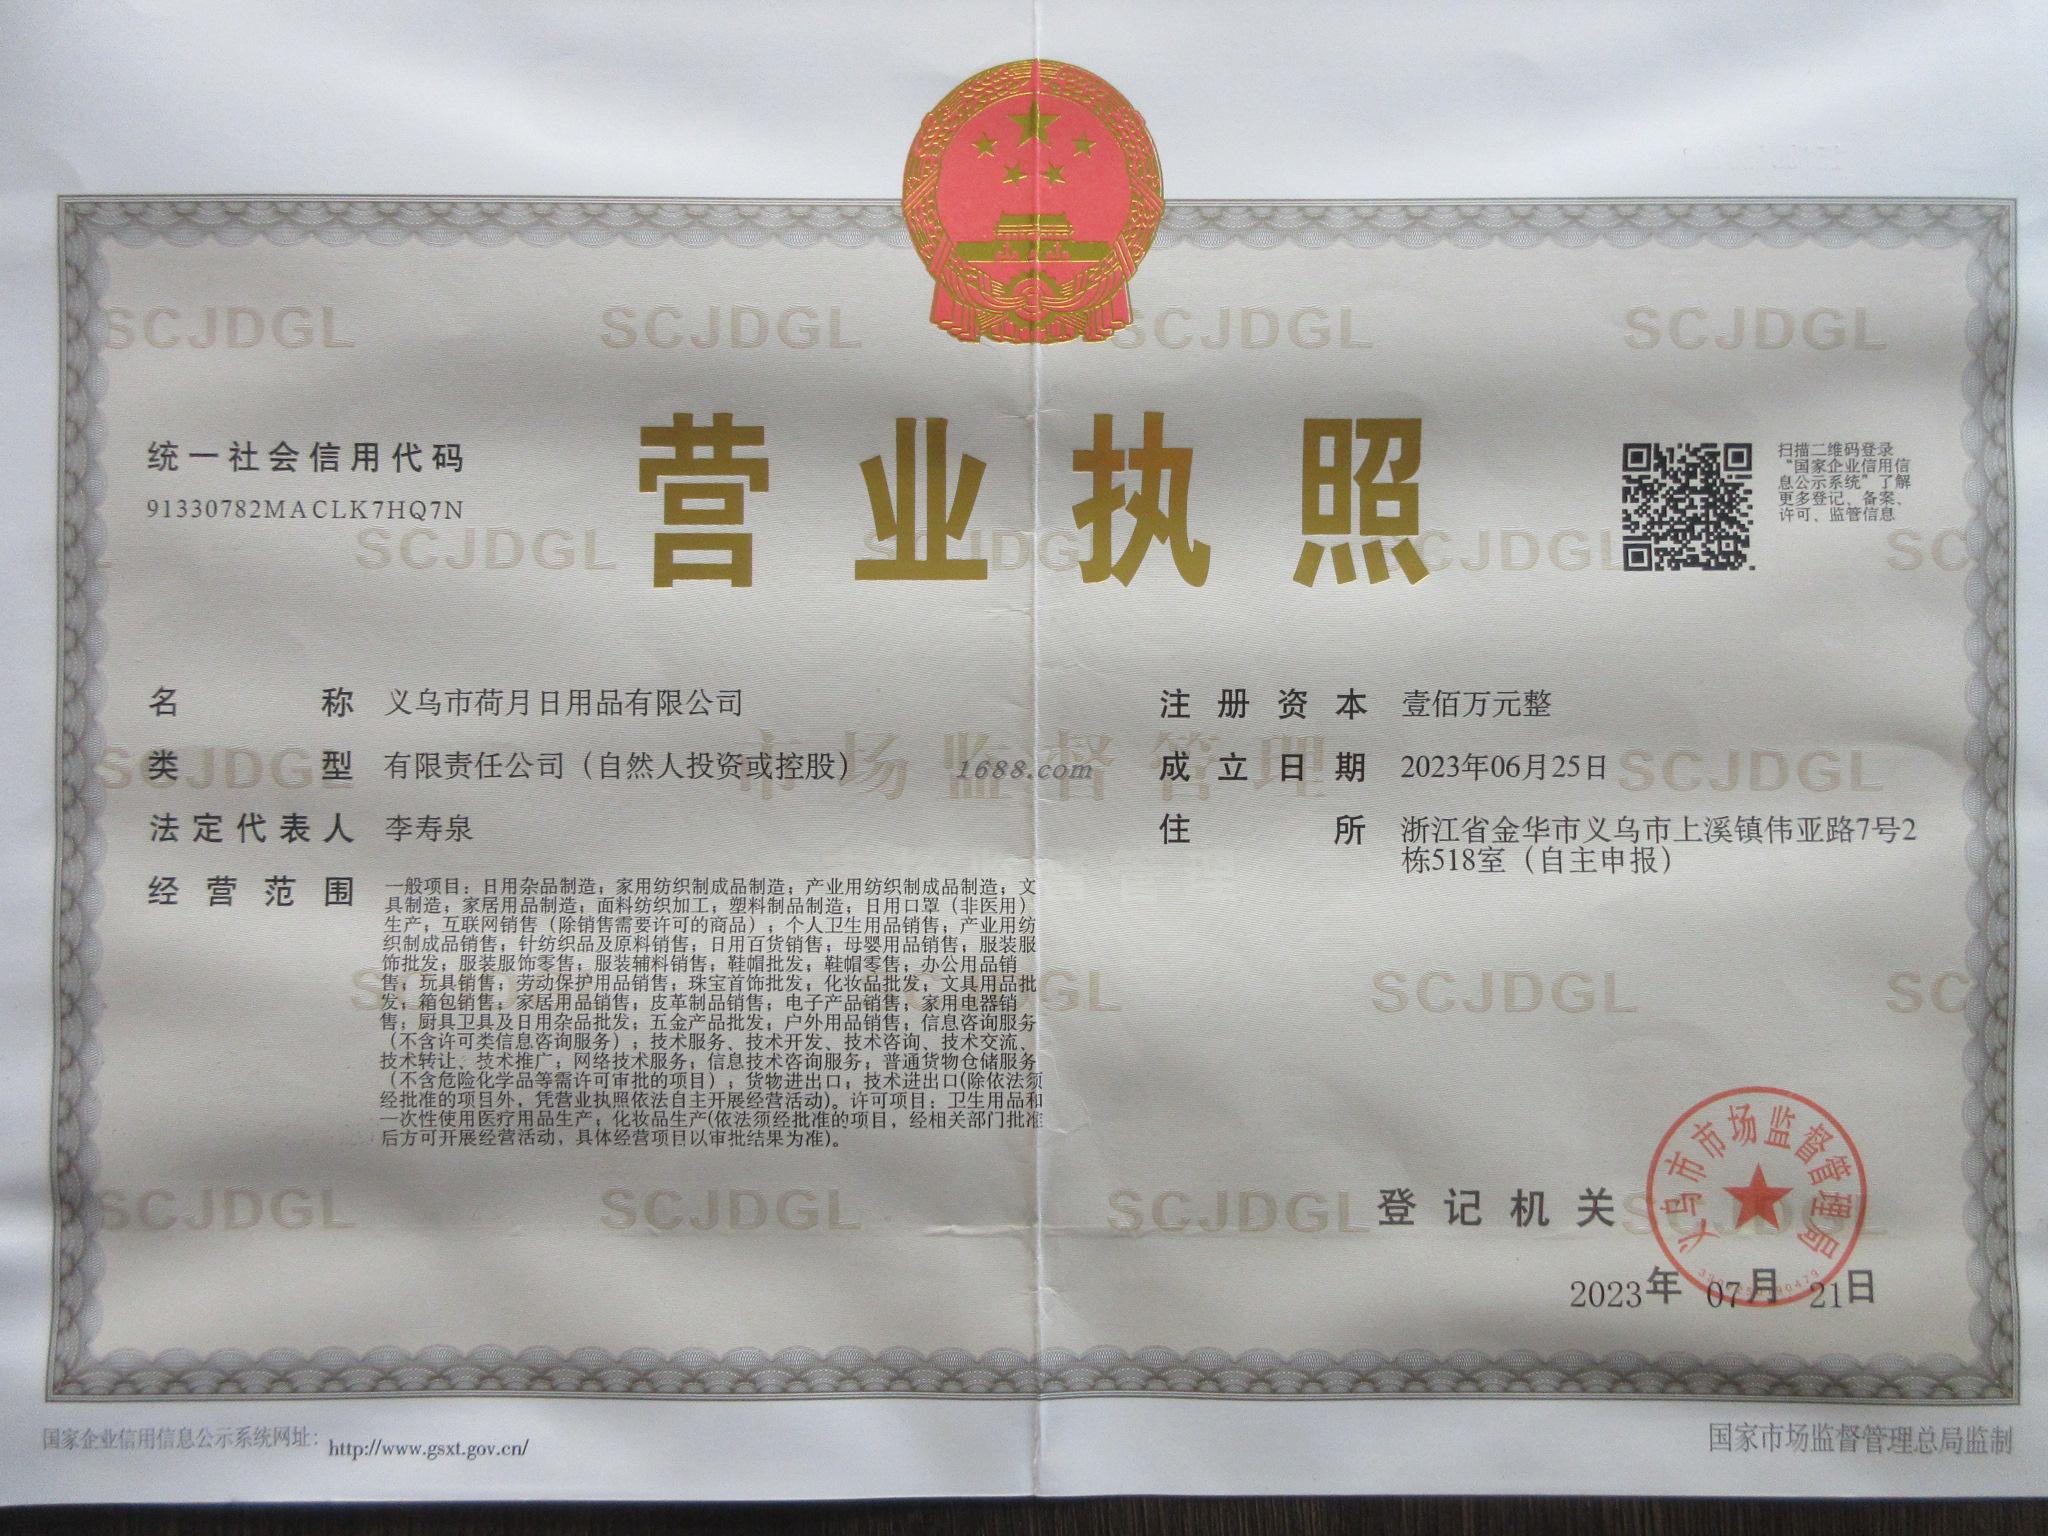 统一社会信用代码
91330782MACLK7HQ7N
营业执照
扫描二维码登录
“国家企业信用信
息公示系统”了解
更多登记、备案、
许可、监管信息
名称 义乌市荷月日用品有限公司
类型 有限责任公司（自然人投资或控股）
法定代表人 李寿泉
经营范围 一般项目：日用杂品制造；家用纺织制成品制造；产业用纺织制成品制造；文
具制造；家居用品制造；面料纺织加工；塑料制品制造；日用口罩（非医用）
生产；互联网销售（除销售需要许可的商品）；个人卫生用品销售；产业用纺
织制成品销售；针纺织品及原料销售；日用百货销售；母婴用品销售；服装服
饰批发；服装服饰零售；服装辅料销售；鞋帽批发；鞋帽零售；办公用品销
售；玩具销售；劳动保护用品销售；珠宝首饰批发；化妆品批发；文具用品批
发；箱包销售；家居用品销售；皮革制品销售；电子产品销售；家用电器销
售；厨具卫具及日用杂品批发；五金产品批发；户外用品销售；信息咨询服务
（不含许可类信息咨询服务）；技术服务、技术开发、技术咨询、技术交流、
技术转让、技术推广；网络技术服务；信息技术咨询服务；普通货物仓储服务
（不含危险化学品等需许可审批的项目）；货物进出口；技术进出口(除依法须
经批准的项目外，凭营业执照依法自主开展经营活动)。许可项目：卫生用品和
一次性使用医疗用品生产；化妆品生产(依法须经批准的项目，经相关部门批准
后方可开展经营活动，具体经营项目以审批结果为准)。
注册资本 壹佰万元整
成立日期 2023年06月25日
住所 浙江省金华市义乌市上溪镇伟亚路7号2
栋518室（自主申报）
1688.com
市场监督管理
SCJDGL
SCJDGL
SCJDGL
SCJDGL
SCJDGL
SCJDGL
SCJDGL
SCJDGL
SCJDGL
SCJDGL
SCJDGL
SCJDGL
SCJDGL
登记机关
义乌市市场监督管理局
2023年07月21日
国家企业信用信息公示系统网址：http://www.gsxt.gov.cn/
国家市场监督管理总局监制